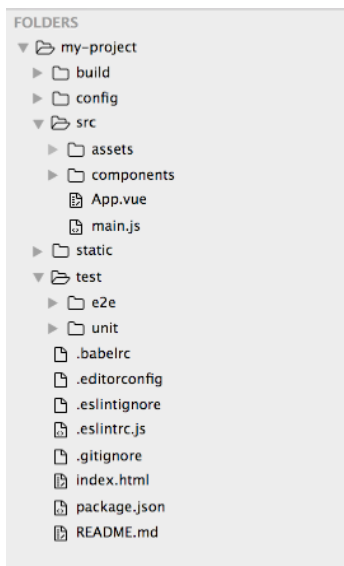 FOLDERS
my-project
build
config
src
assets
components
App.vue
main.js
static
test
e2e
unit
.babelrc
.editorconfig
.eslintignore
.eslintrc.js
.gitignore
index.html
package.json
README.md